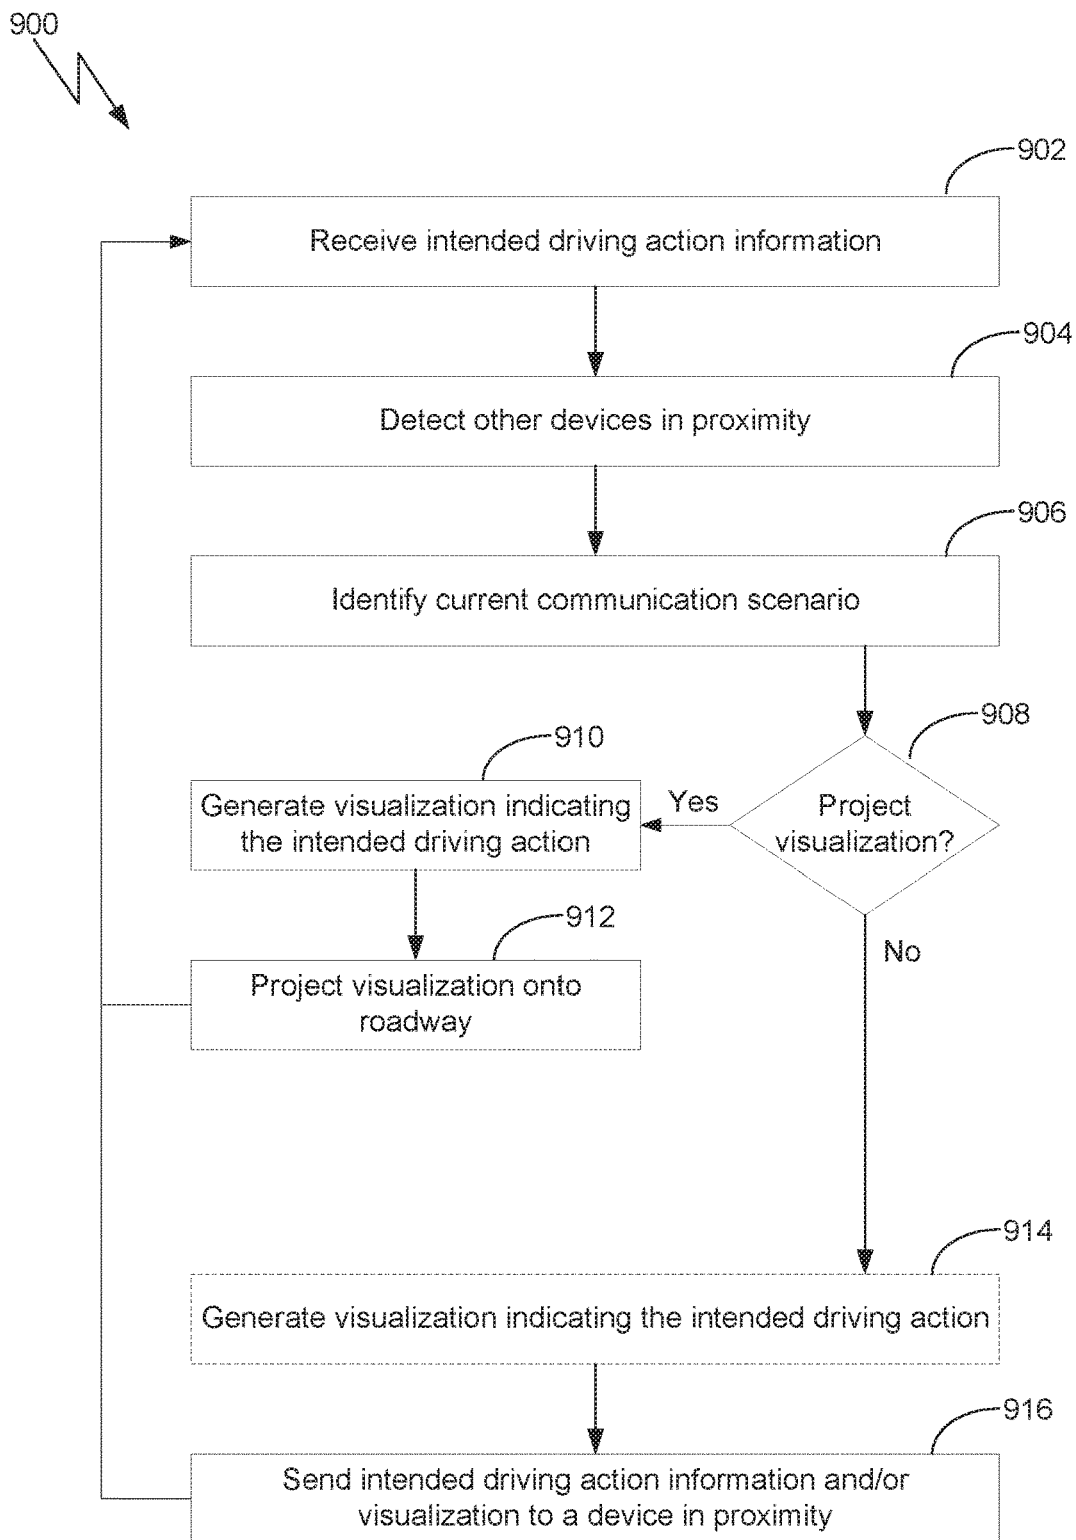 900
902
Receive intended driving action information
904
Detect other devices in proximity
906
Identify current communication scenario
908
910
Generate visualization indicating
the intended driving action
Yes
Project
visualization?
912
No
Project visualization onto
roadway
914
Generate visualization indicating the intended driving action
916
Send intended driving action information and/or
visualization to a device in proximity